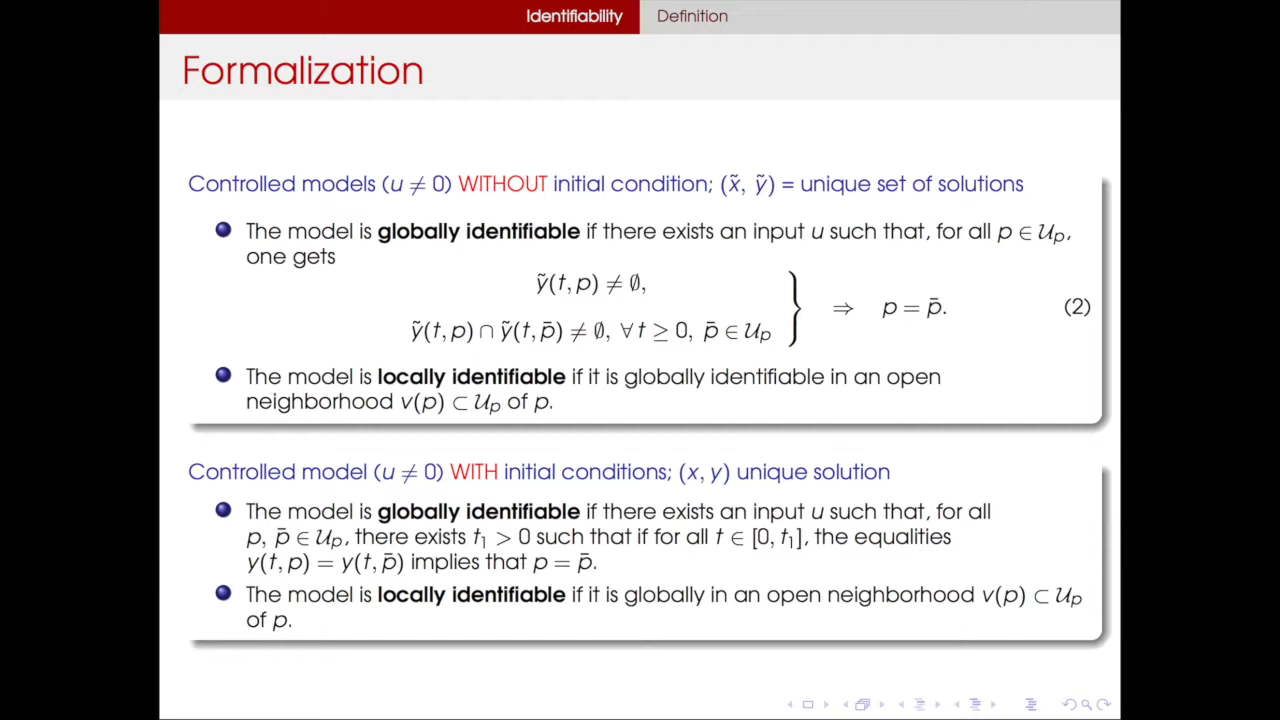 Identifiability Definition
Formalization
Controlled models (u ≠ 0) WITHOUT initial condition; (x̃, ỹ) = unique set of solutions
The model is globally identifiable if there exists an input u such that, for all p ∈ 𝒰ₚ,
one gets
ỹ(t, p) ≠ ∅,
ỹ(t, p) ∩ ỹ(t, p̄) ≠ ∅, ∀ t ≥ 0, p̄ ∈ 𝒰ₚ } ⇒ p = p̄. (2)
The model is locally identifiable if it is globally identifiable in an open
neighborhood v(p) ⊂ 𝒰ₚ of p.
Controlled model (u ≠ 0) WITH initial conditions; (x, y) unique solution
The model is globally identifiable if there exists an input u such that, for all
p, p̄ ∈ 𝒰ₚ, there exists t₁ > 0 such that if for all t ∈ [0, t₁], the equalities
y(t, p) = y(t, p̄) implies that p = p̄.
The model is locally identifiable if it is globally in an open neighborhood v(p) ⊂ 𝒰ₚ
of p.